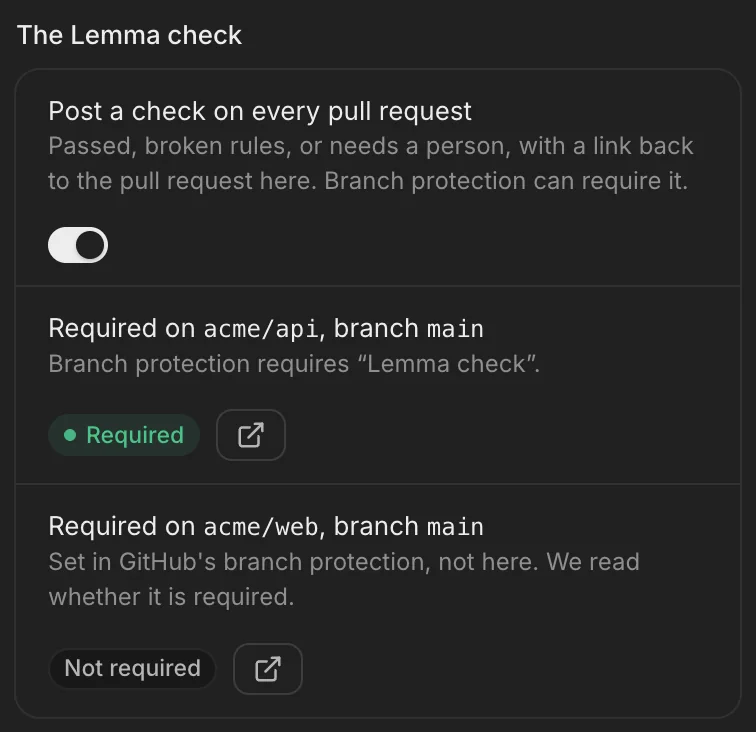 The Lemma check
Post a check on every pull request
Passed, broken rules, or needs a person, with a link back
to the pull request here. Branch protection can require it.
Required on acme/api, branch main
Branch protection requires “Lemma check”.
Required
Required on acme/web, branch main
Set in GitHub's branch protection, not here. We read
whether it is required.
Not required